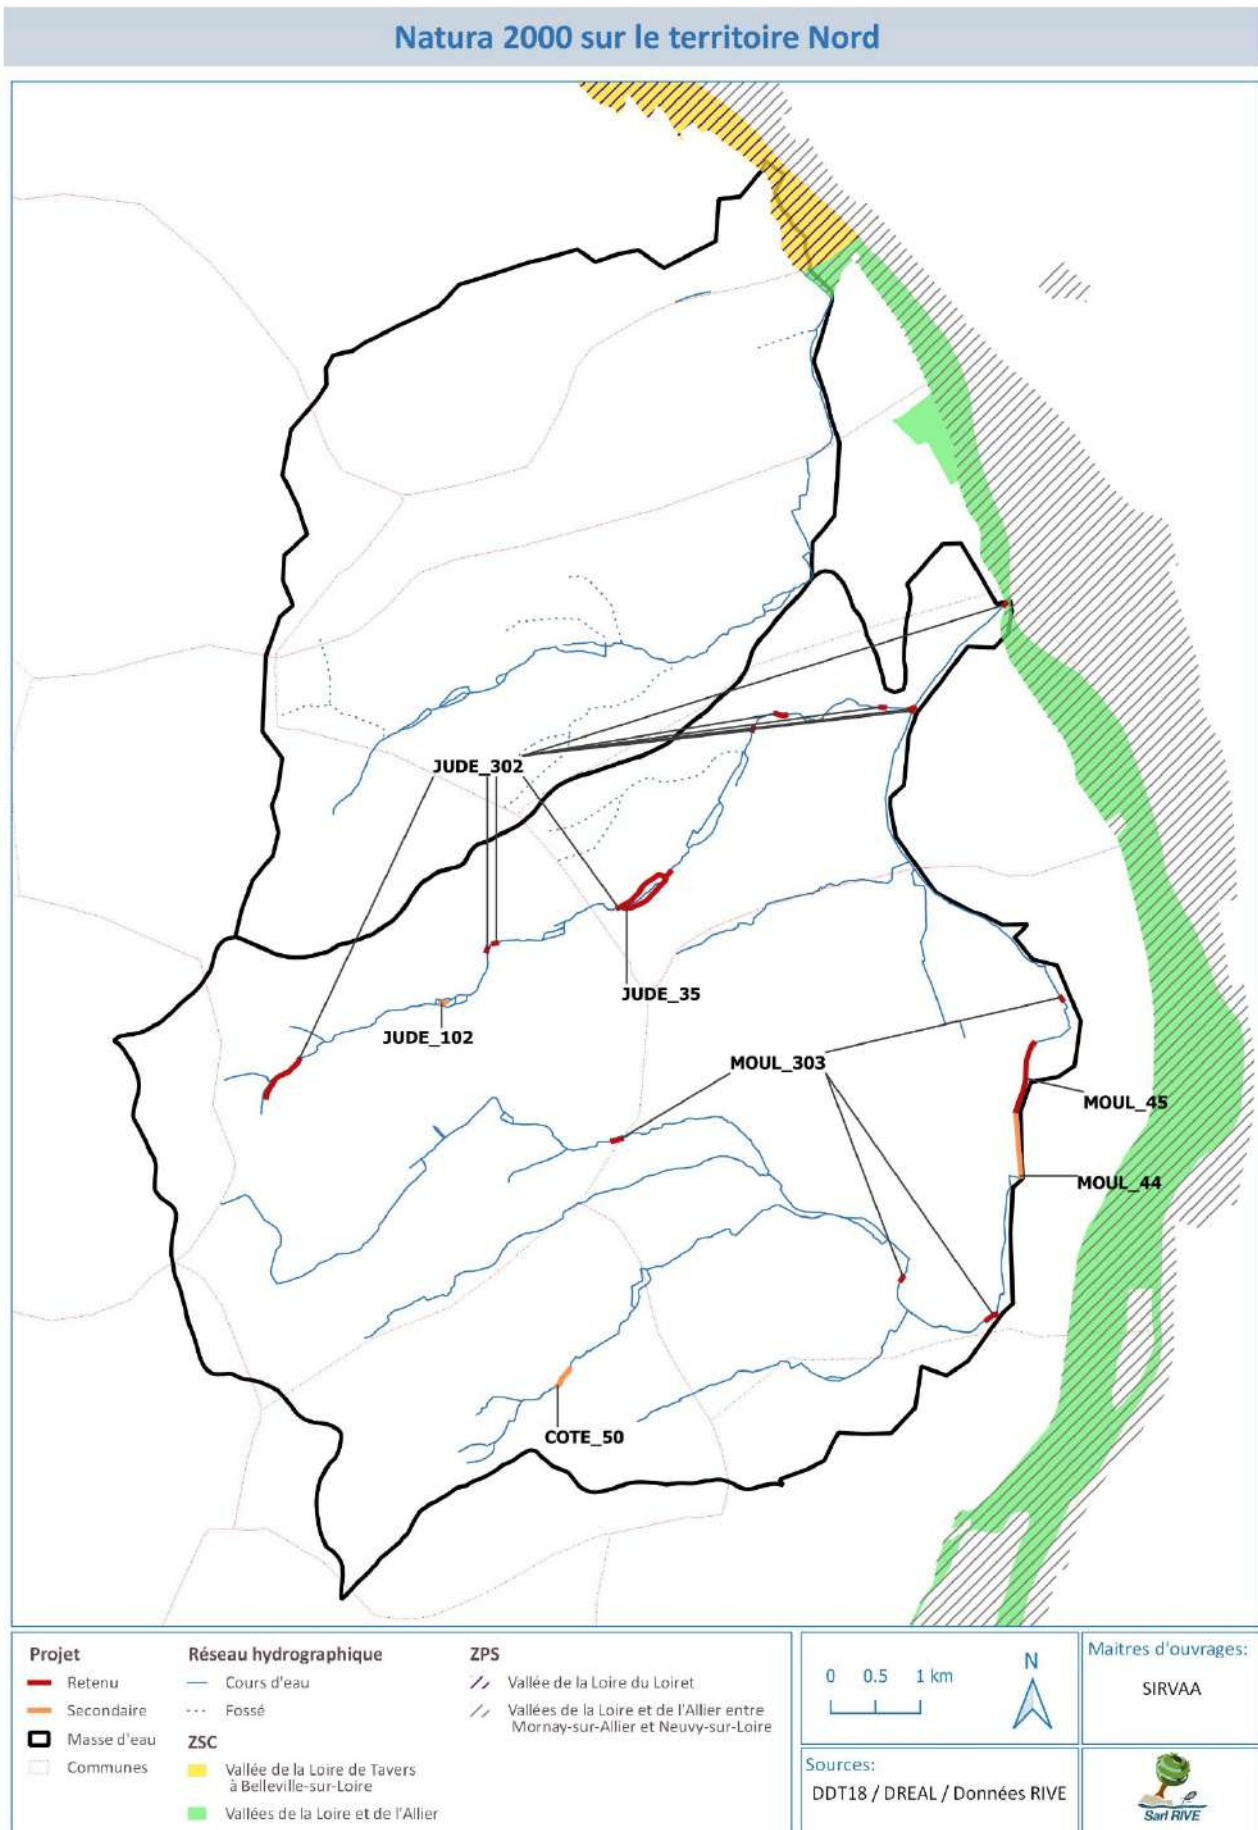 Natura 2000 sur le territoire Nord
JUDE_302
JUDE_35
JUDE_102
MOUL_303
MOUL_45
MOUL_44
COTE_50
Projet
Retenu
Secondaire
Masse d'eau
Communes
Réseau hydrographique
Cours d'eau
Fossé
ZSC
Vallée de la Loire de Tavers
à Belleville-sur-Loire
Vallées de la Loire et de l'Allier
ZPS
Vallée de la Loire du Loiret
Vallées de la Loire et de l'Allier entre
Mornay-sur-Allier et Neuvy-sur-Loire
0 0.5 1 km
N
Maitres d'ouvrages:
SIRVAA
Sources:
DDT18 / DREAL / Données RIVE
Sarl RIVE